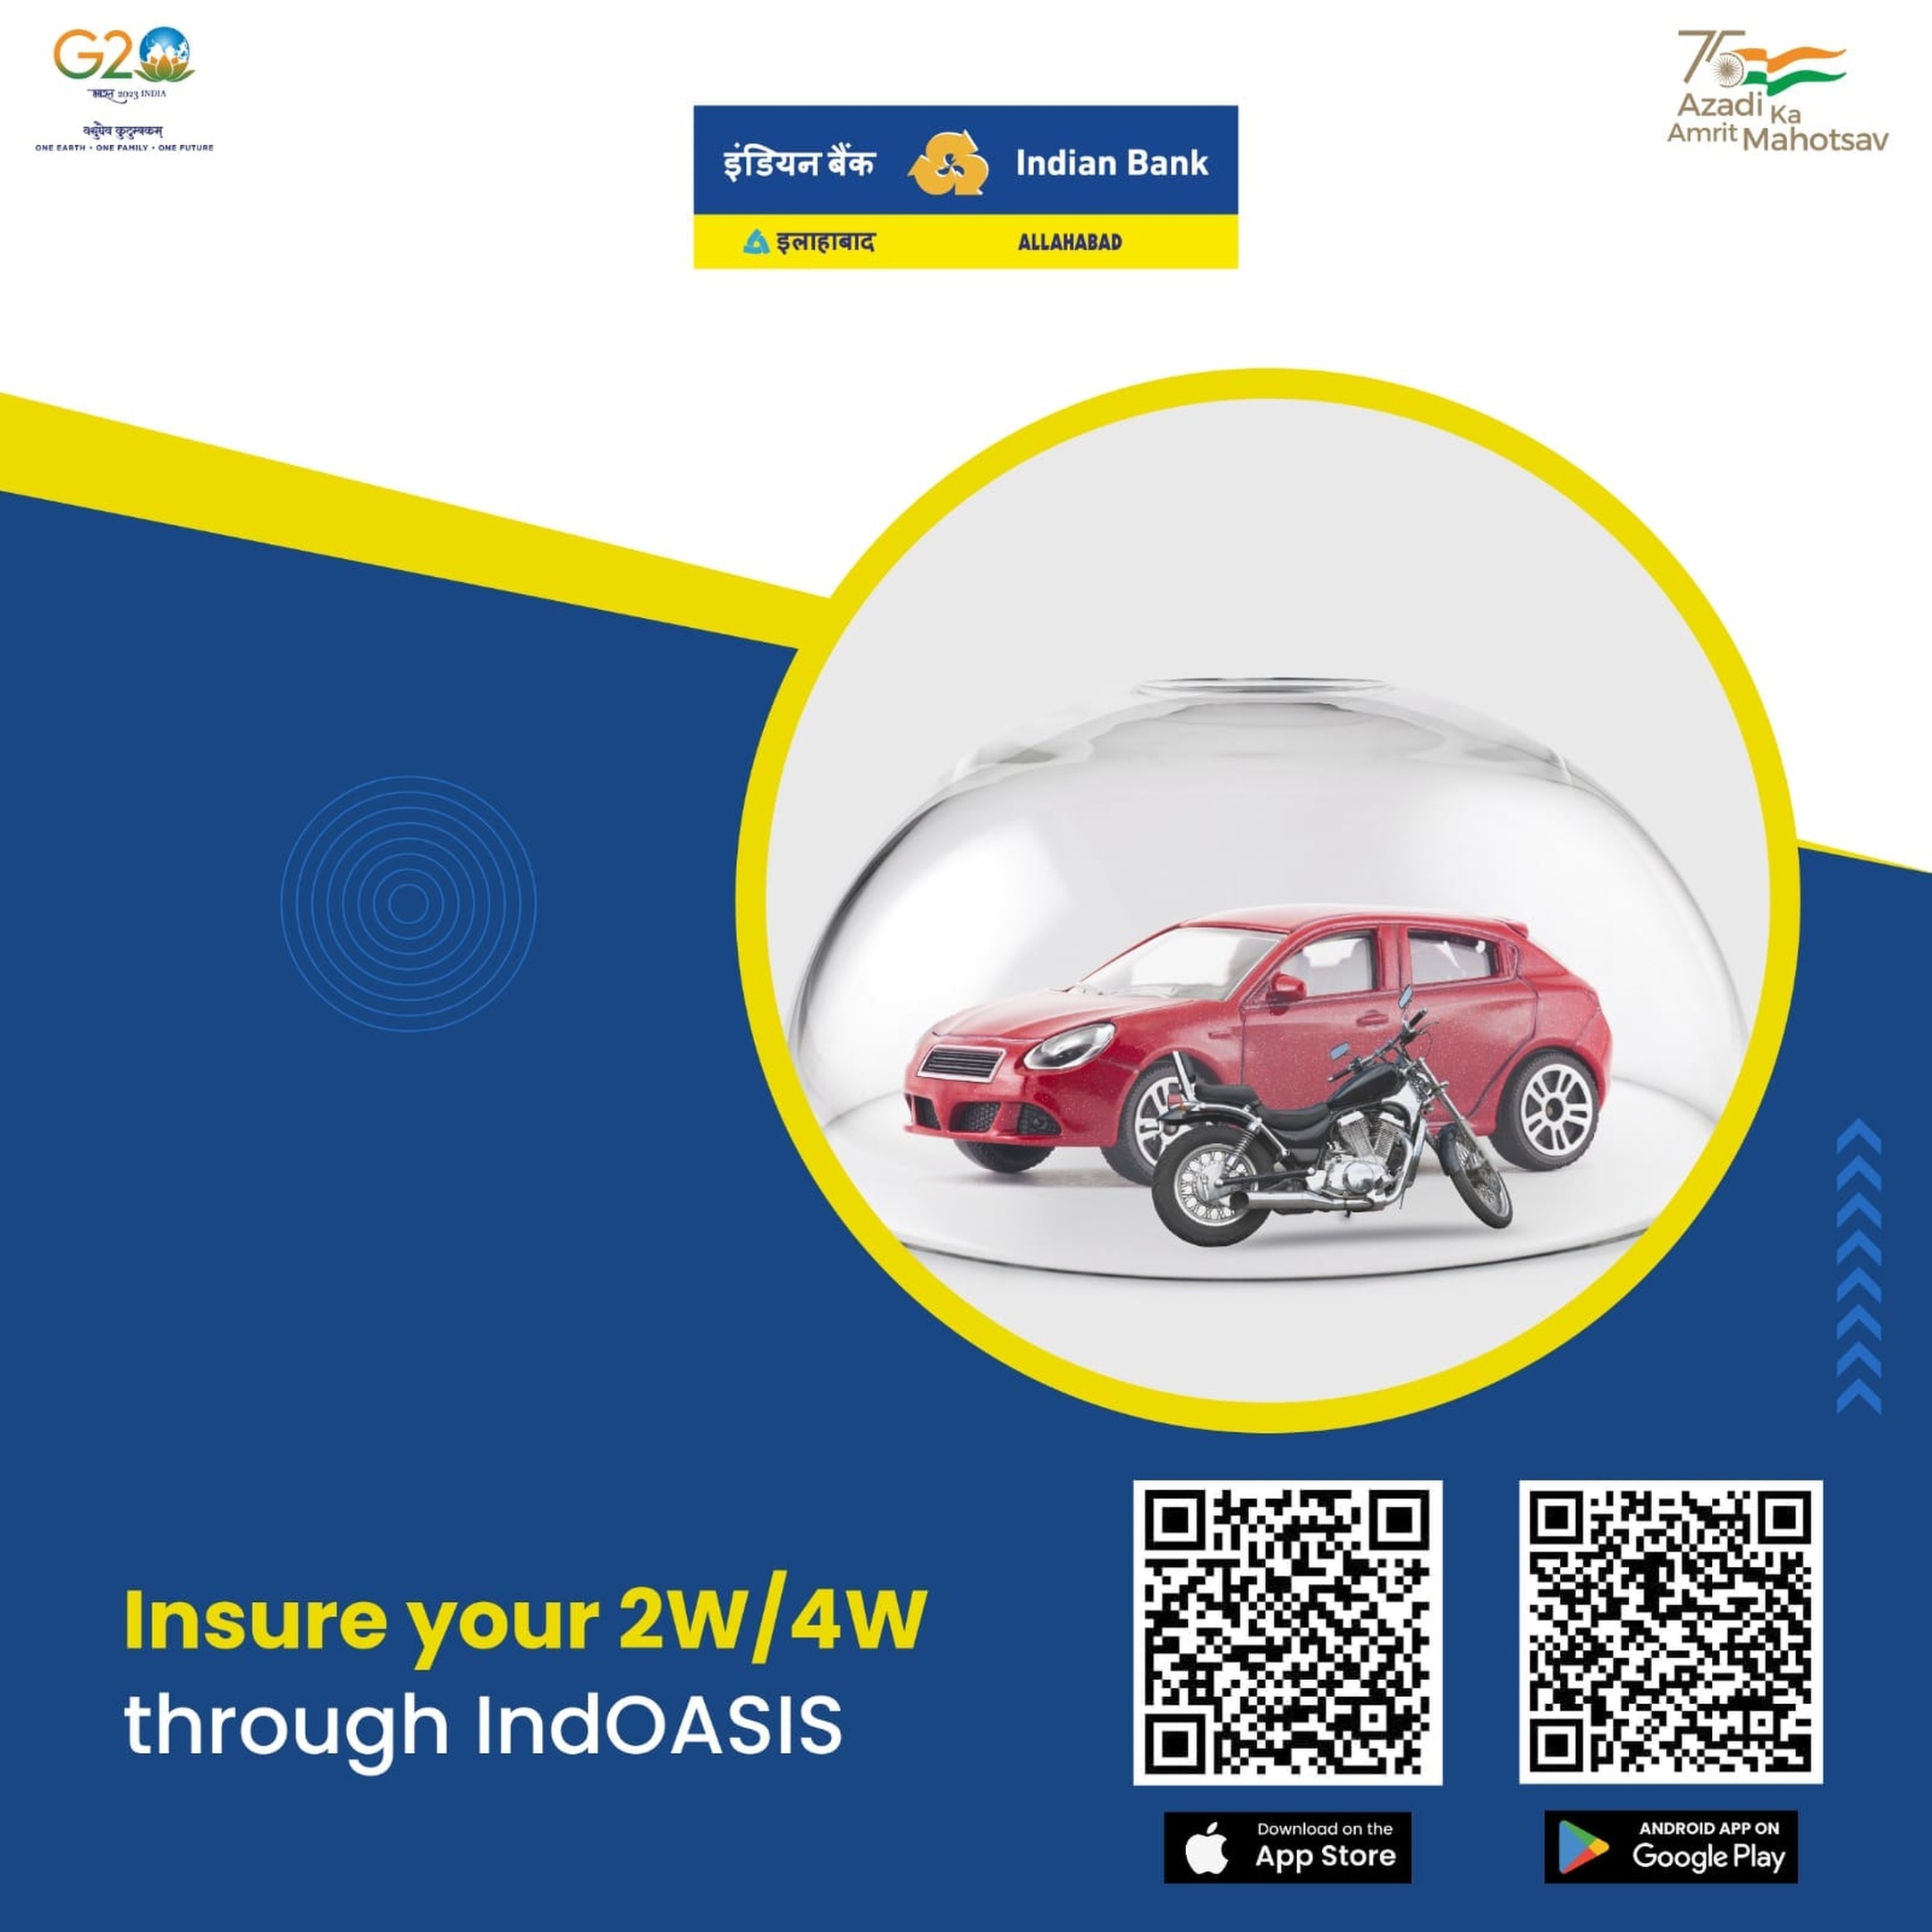 G20
भारत 2023 INDIA
वसुधैव कुटुम्बकम्
ONE EARTH • ONE FAMILY • ONE FUTURE
75
Azadi Ka
Amrit Mahotsav
इंडियन बैंक Indian Bank
इलाहाबाद ALLAHABAD
Insure your 2W/4W
through IndOASIS
Download on the
App Store
ANDROID APP ON
Google Play